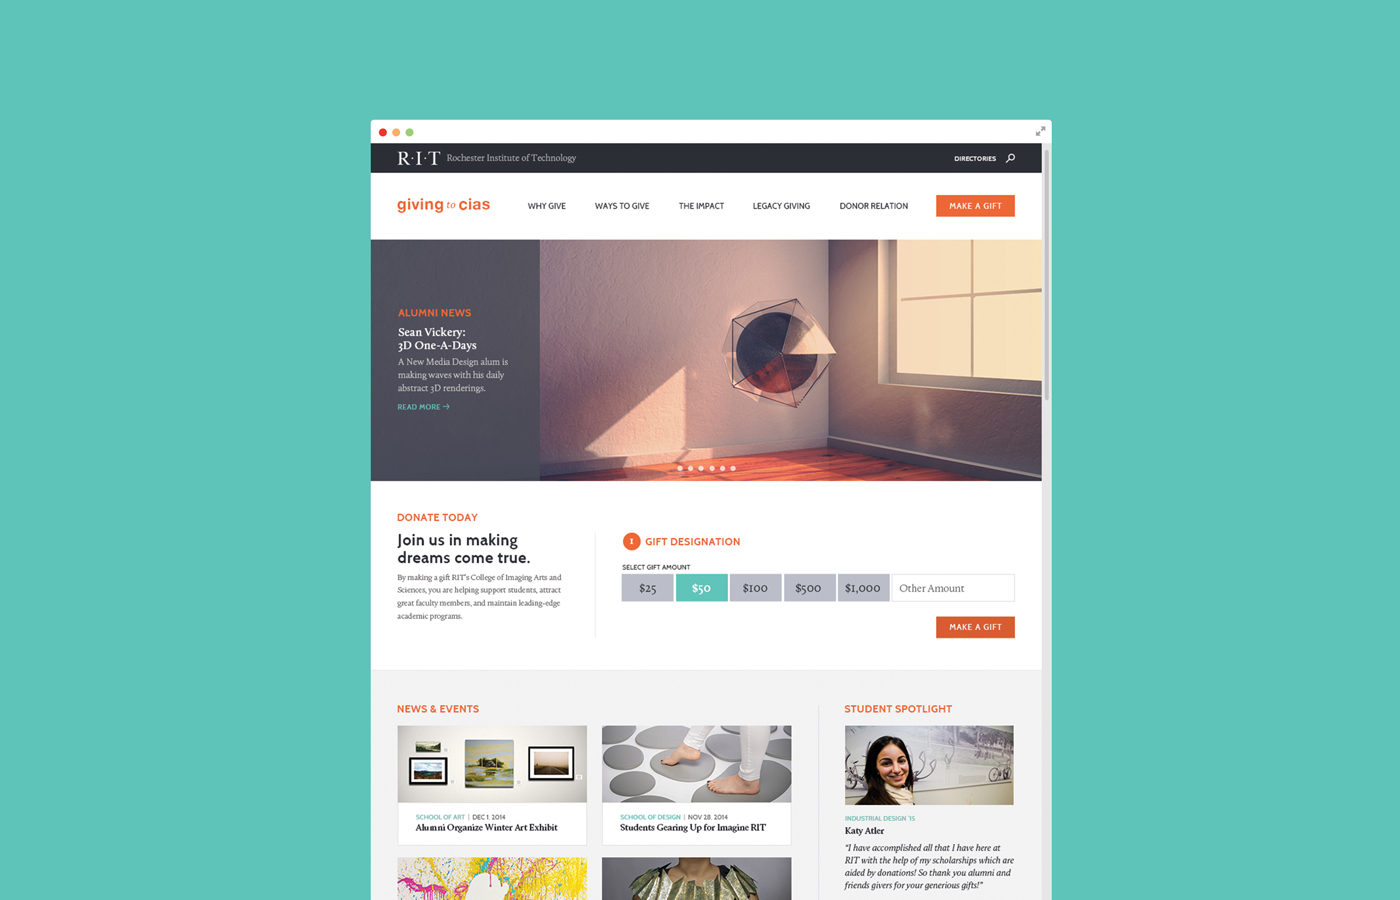 R·I·T Rochester Institute of Technology
DIRECTORIES
giving to cias
WHY GIVE
WAYS TO GIVE
THE IMPACT
LEGACY GIVING
DONOR RELATION
MAKE A GIFT
ALUMNI NEWS
Sean Vickery:
3D One-A-Days
A New Media Design alum is
making waves with his daily
abstract 3D renderings.
READ MORE →
DONATE TODAY
Join us in making
dreams come true.
By making a gift RIT's College of Imaging Arts and
Sciences, you are helping support students, attract
great faculty members, and maintain leading-edge
academic programs.
1 GIFT DESIGNATION
SELECT GIFT AMOUNT
$25
$50
$100
$500
$1,000
Other Amount
MAKE A GIFT
NEWS & EVENTS
SCHOOL OF ART | DEC 1, 2014
Alumni Organize Winter Art Exhibit
SCHOOL OF DESIGN | NOV 28, 2014
Students Gearing Up for Imagine RIT
STUDENT SPOTLIGHT
INDUSTRIAL DESIGN '15
Katy Atler
"I have accomplished all that I have here at
RIT with the help of my scholarships which are
aided by donations! So thank you alumni and
friends givers for your generious gifts!"